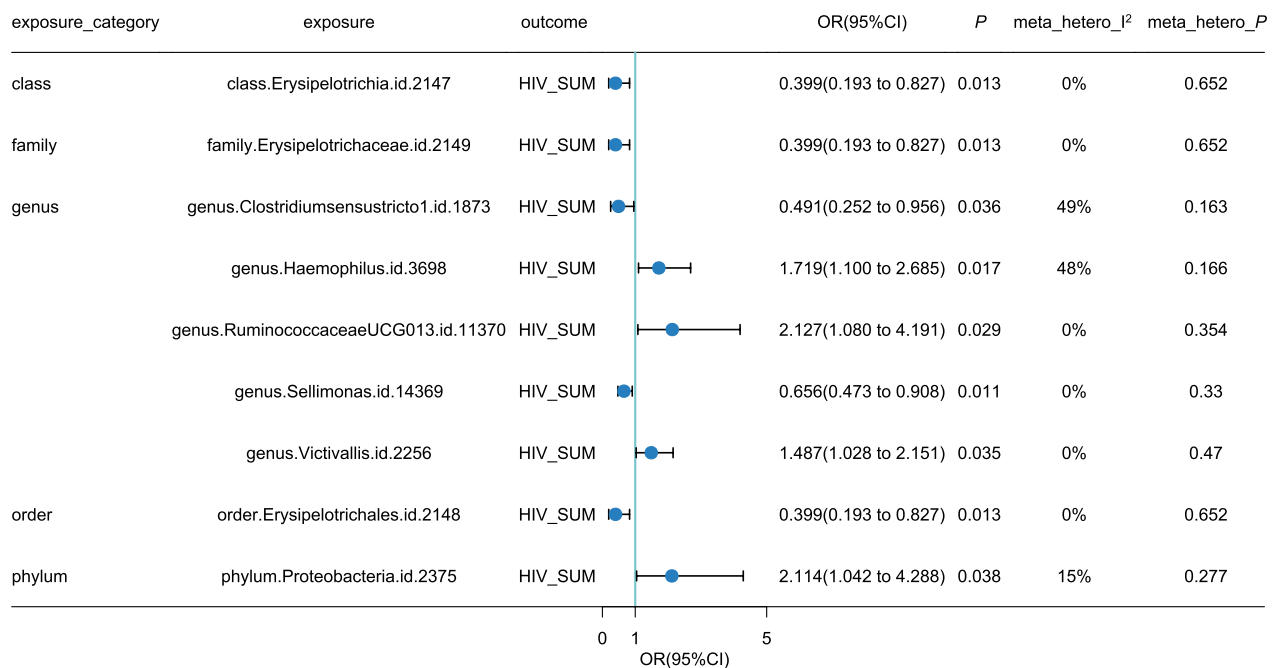 exposure_category exposure outcome OR(95%CI) P meta_hetero_I² meta_hetero_P
class class.Erysipelotrichia.id.2147 HIV_SUM 0.399(0.193 to 0.827) 0.013 0% 0.652
family family.Erysipelotrichaceae.id.2149 HIV_SUM 0.399(0.193 to 0.827) 0.013 0% 0.652
genus genus.Clostridiumsensustricto1.id.1873 HIV_SUM 0.491(0.252 to 0.956) 0.036 49% 0.163
genus.Haemophilus.id.3698 HIV_SUM 1.719(1.100 to 2.685) 0.017 48% 0.166
genus.RuminococcaceaeUCG013.id.11370 HIV_SUM 2.127(1.080 to 4.191) 0.029 0% 0.354
genus.Sellimonas.id.14369 HIV_SUM 0.656(0.473 to 0.908) 0.011 0% 0.33
genus.Victivallis.id.2256 HIV_SUM 1.487(1.028 to 2.151) 0.035 0% 0.47
order order.Erysipelotrichales.id.2148 HIV_SUM 0.399(0.193 to 0.827) 0.013 0% 0.652
phylum phylum.Proteobacteria.id.2375 HIV_SUM 2.114(1.042 to 4.288) 0.038 15% 0.277
0 1 5
OR(95%CI)